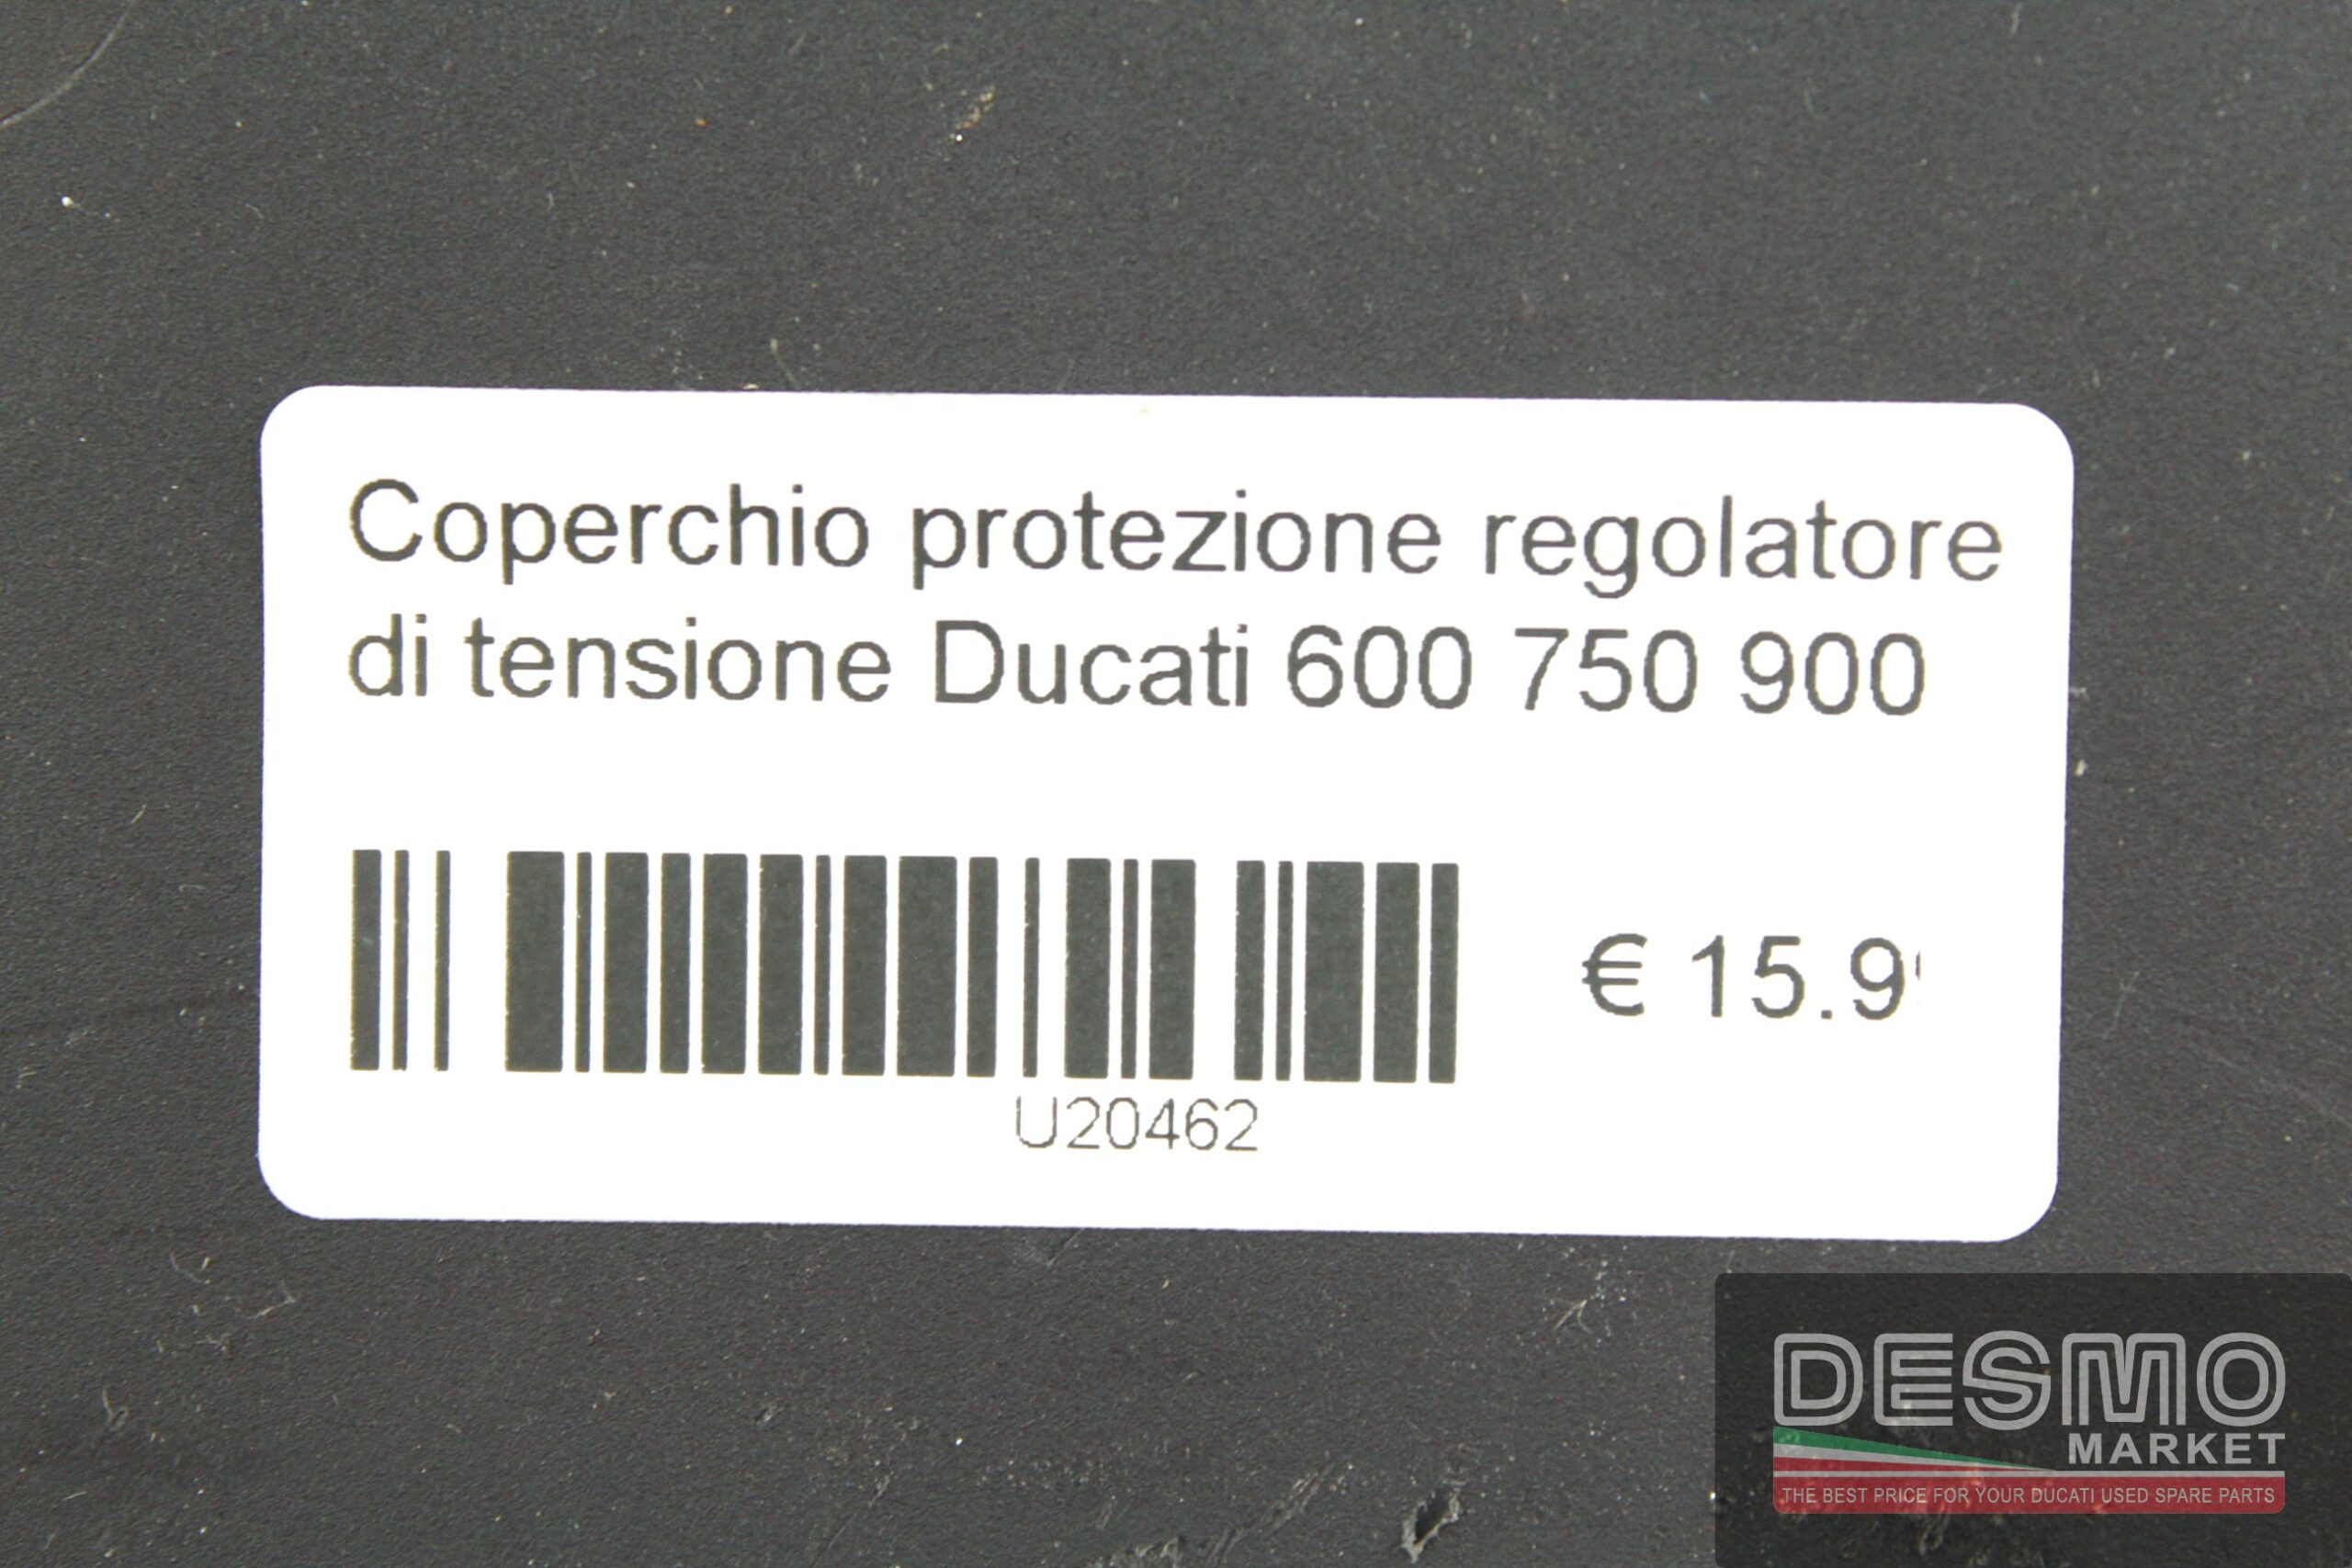 Coperchio protezione regolatore
di tensione Ducati 600 750 900
€ 15.9
U20462
DESMO
MARKET
THE BEST PRICE FOR YOUR DUCATI USED SPARE PARTS